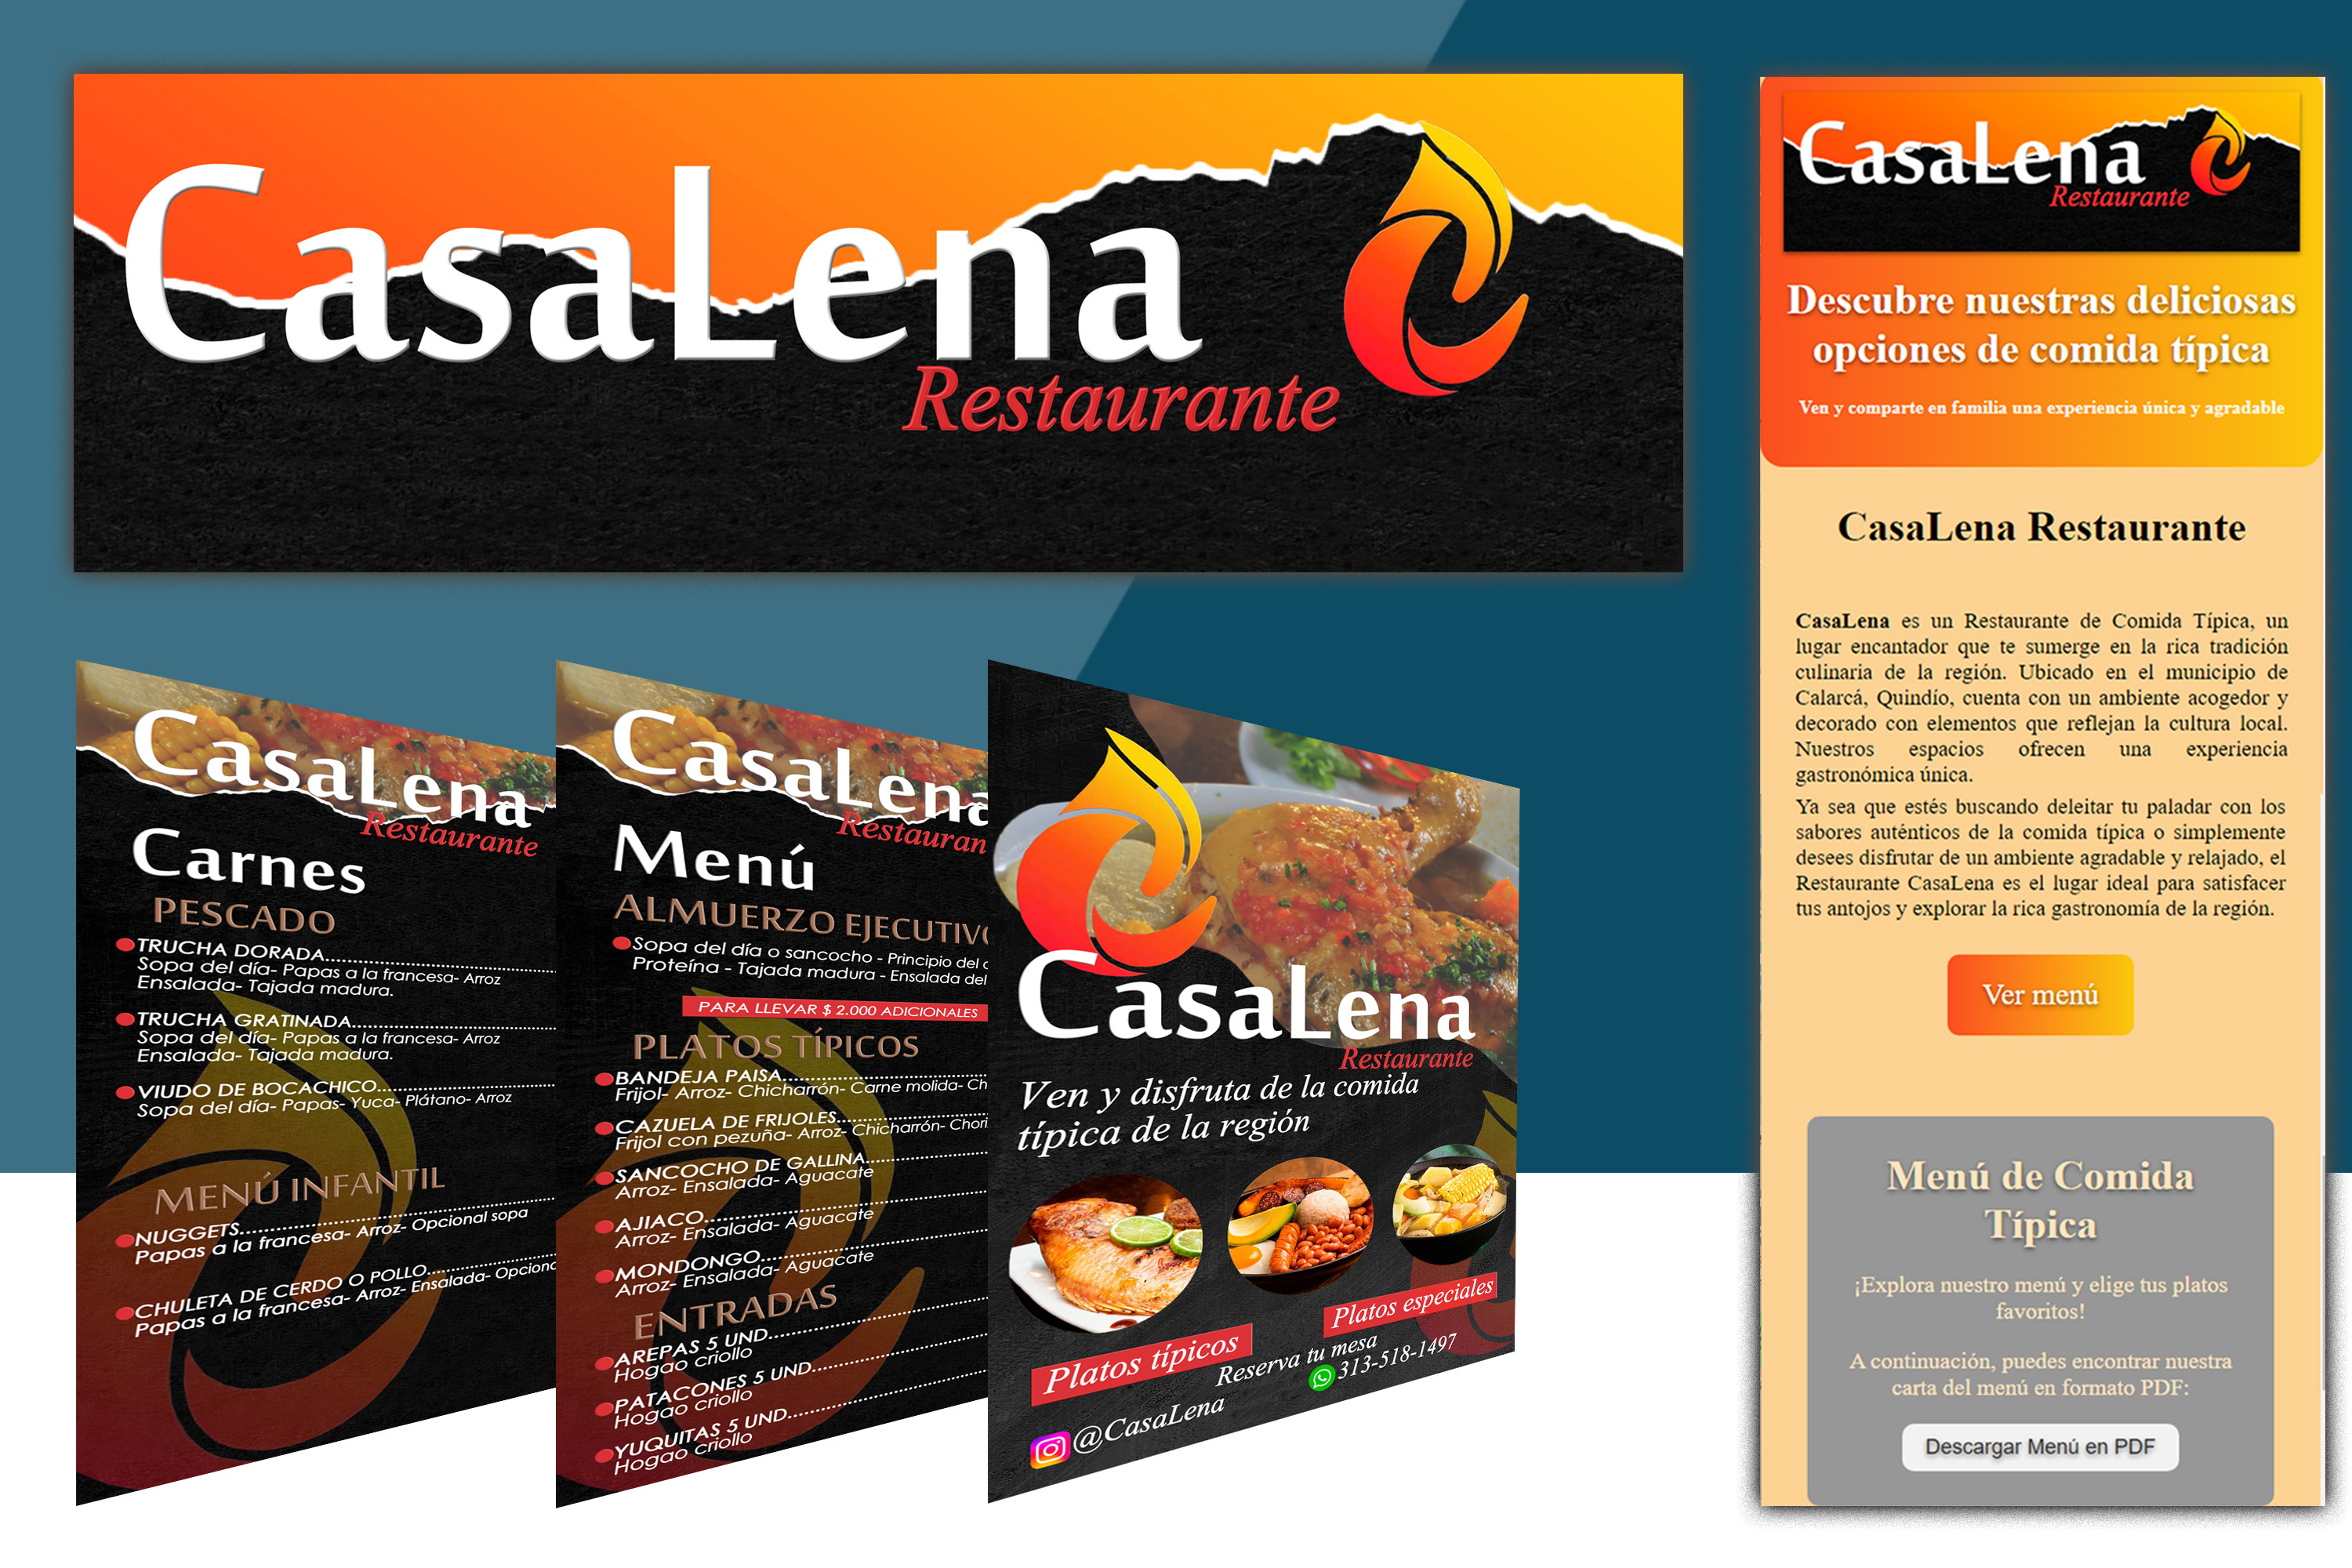 CasaLena
Restaurante
CasaLena
Restaurante
Carnes
PESCADO
TRUCHA DORADA
Sopa del día- Papas a la francesa- Arroz
Ensalada- Tajada madura.
TRUCHA GRATINADA
Sopa del día- Papas a la francesa- Arroz
Ensalada- Tajada madura.
VIUDO DE BOCACHICO
Sopa del día- Papas- Yuca- Plátano- Arroz
MENÚ INFANTIL
NUGGETS
Papas a la francesa- Arroz- Opcional sopa
CHULETA DE CERDO O POLLO
Papas a la francesa- Arroz- Ensalada-
CasaLena
Menú
ALMUERZO
Sopa del día o sancocho - Principio del
Proteína - Tajada madura - Ensalada del
PARA LLEVAR $ 2.000 ADICIONALES
PLATOS TÍPICOS
BANDEJA PAISA
Frijol- Arroz- Chicharrón- Carne molida-
CAZUELA DE FRIJOLES
Frijol con pezuña- Arroz- Chicharrón-
SANCOCHO DE GALLINA
Arroz- Ensalada- Aguacate
AJIACO
Arroz- Ensalada- Aguacate
MONDONGO
Arroz- Ensalada- Aguacate
ENTRADAS
AREPAS 5 UND
Hogao criollo
PATACONES 5 UND
Hogao criollo
YUQUITAS 5 UND
Hogao criollo
CasaLena
Restaurante
Ven y disfruta de la comida
típica de la región
Platos típicos
Platos especiales
Reserva tu mesa
313-518-1497
@CasaLena
CasaLena
Restaurante
Descubre nuestras deliciosas
opciones de comida típica
Ven y comparte en familia una experiencia única y agradable
CasaLena Restaurante
CasaLena es un Restaurante de Comida Típica, un
lugar encantador que te sumerge en la rica tradición
culinaria de la región. Ubicado en el municipio de
Calarcá, Quindío, cuenta con un ambiente acogedor y
decorado con elementos que reflejan la cultura local.
Nuestros espacios ofrecen una experiencia
gastronómica única.
Ya sea que estés buscando deleitar tu paladar con los
sabores auténticos de la comida típica o simplemente
desees disfrutar de un ambiente agradable y relajado, el
Restaurante CasaLena es el lugar ideal para satisfacer
tus antojos y explorar la rica gastronomía de la región.
Ver menú
Menú de Comida
Típica
¡Explora nuestro menú y elige tus platos
favoritos!
A continuación, puedes encontrar nuestra
carta del menú en formato PDF:
Descargar Menú en PDF